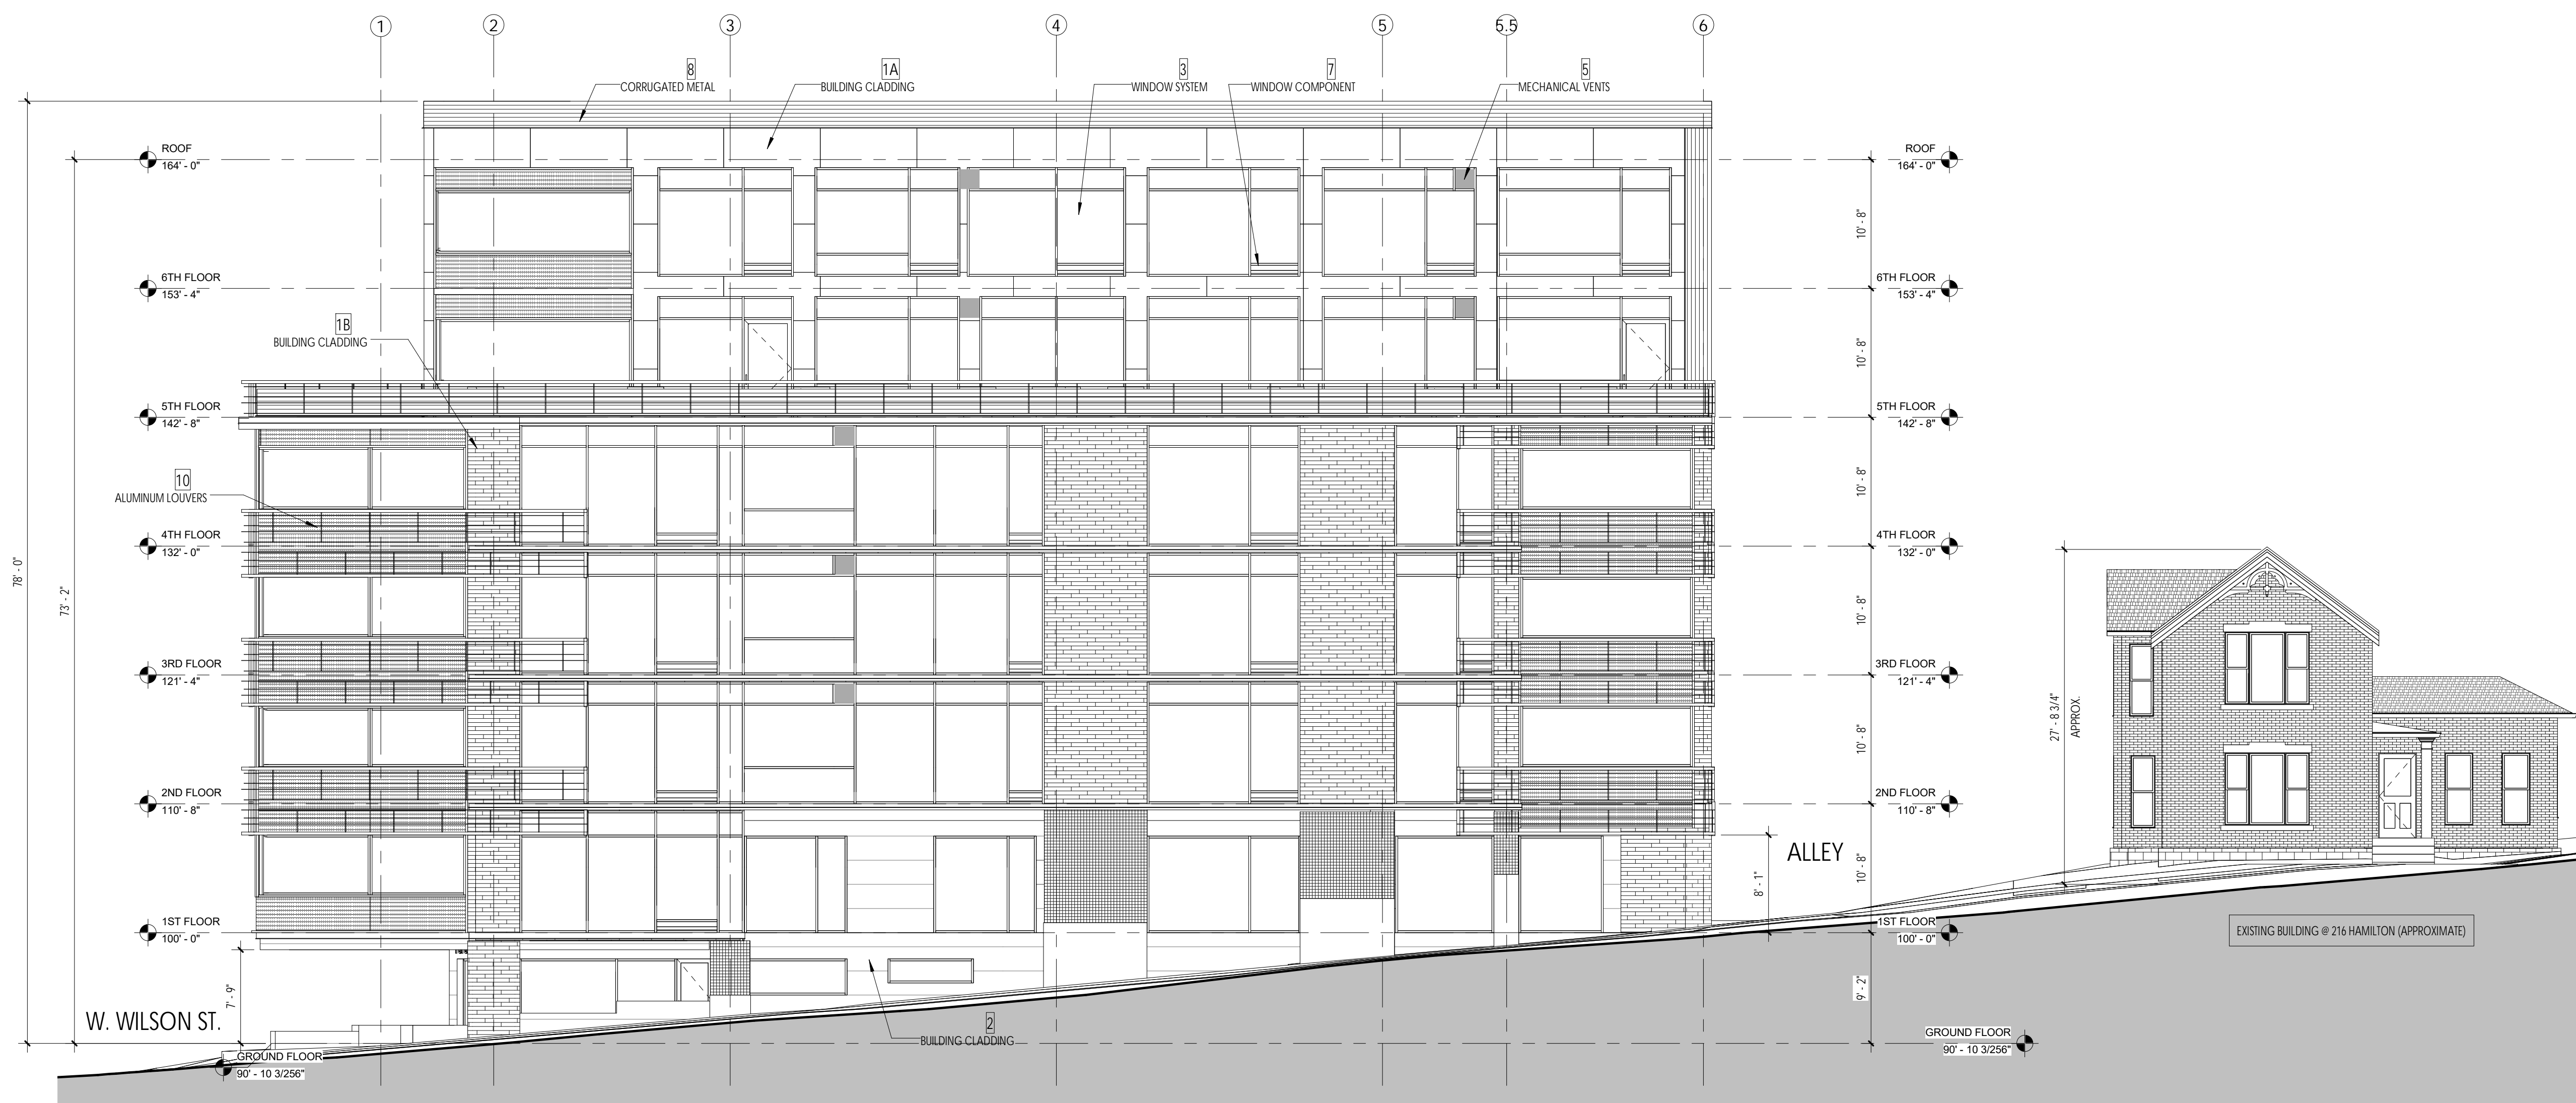 1
2
3
4
5
5.5
6
8
CORRUGATED METAL
1A
BUILDING CLADDING
3
WINDOW SYSTEM
7
WINDOW COMPONENT
5
MECHANICAL VENTS
ROOF
164' - 0"
6TH FLOOR
153' - 4"
1B
BUILDING CLADDING
5TH FLOOR
142' - 8"
10
ALUMINUM LOUVERS
4TH FLOOR
132' - 0"
3RD FLOOR
121' - 4"
2ND FLOOR
110' - 8"
1ST FLOOR
100' - 0"
78' - 0"
73' - 2"
7' - 9"
W. WILSON ST.
GROUND FLOOR
90' - 10 3/256"
2
BUILDING CLADDING
ROOF
164' - 0"
10' - 8"
6TH FLOOR
153' - 4"
10' - 8"
5TH FLOOR
142' - 8"
10' - 8"
4TH FLOOR
132' - 0"
10' - 8"
3RD FLOOR
121' - 4"
10' - 8"
2ND FLOOR
110' - 8"
ALLEY
8' - 1"
10' - 8"
1ST FLOOR
100' - 0"
9' - 2"
GROUND FLOOR
90' - 10 3/256"
27' - 8 3/4"
APPROX.
EXISTING BUILDING @ 216 HAMILTON (APPROXIMATE)